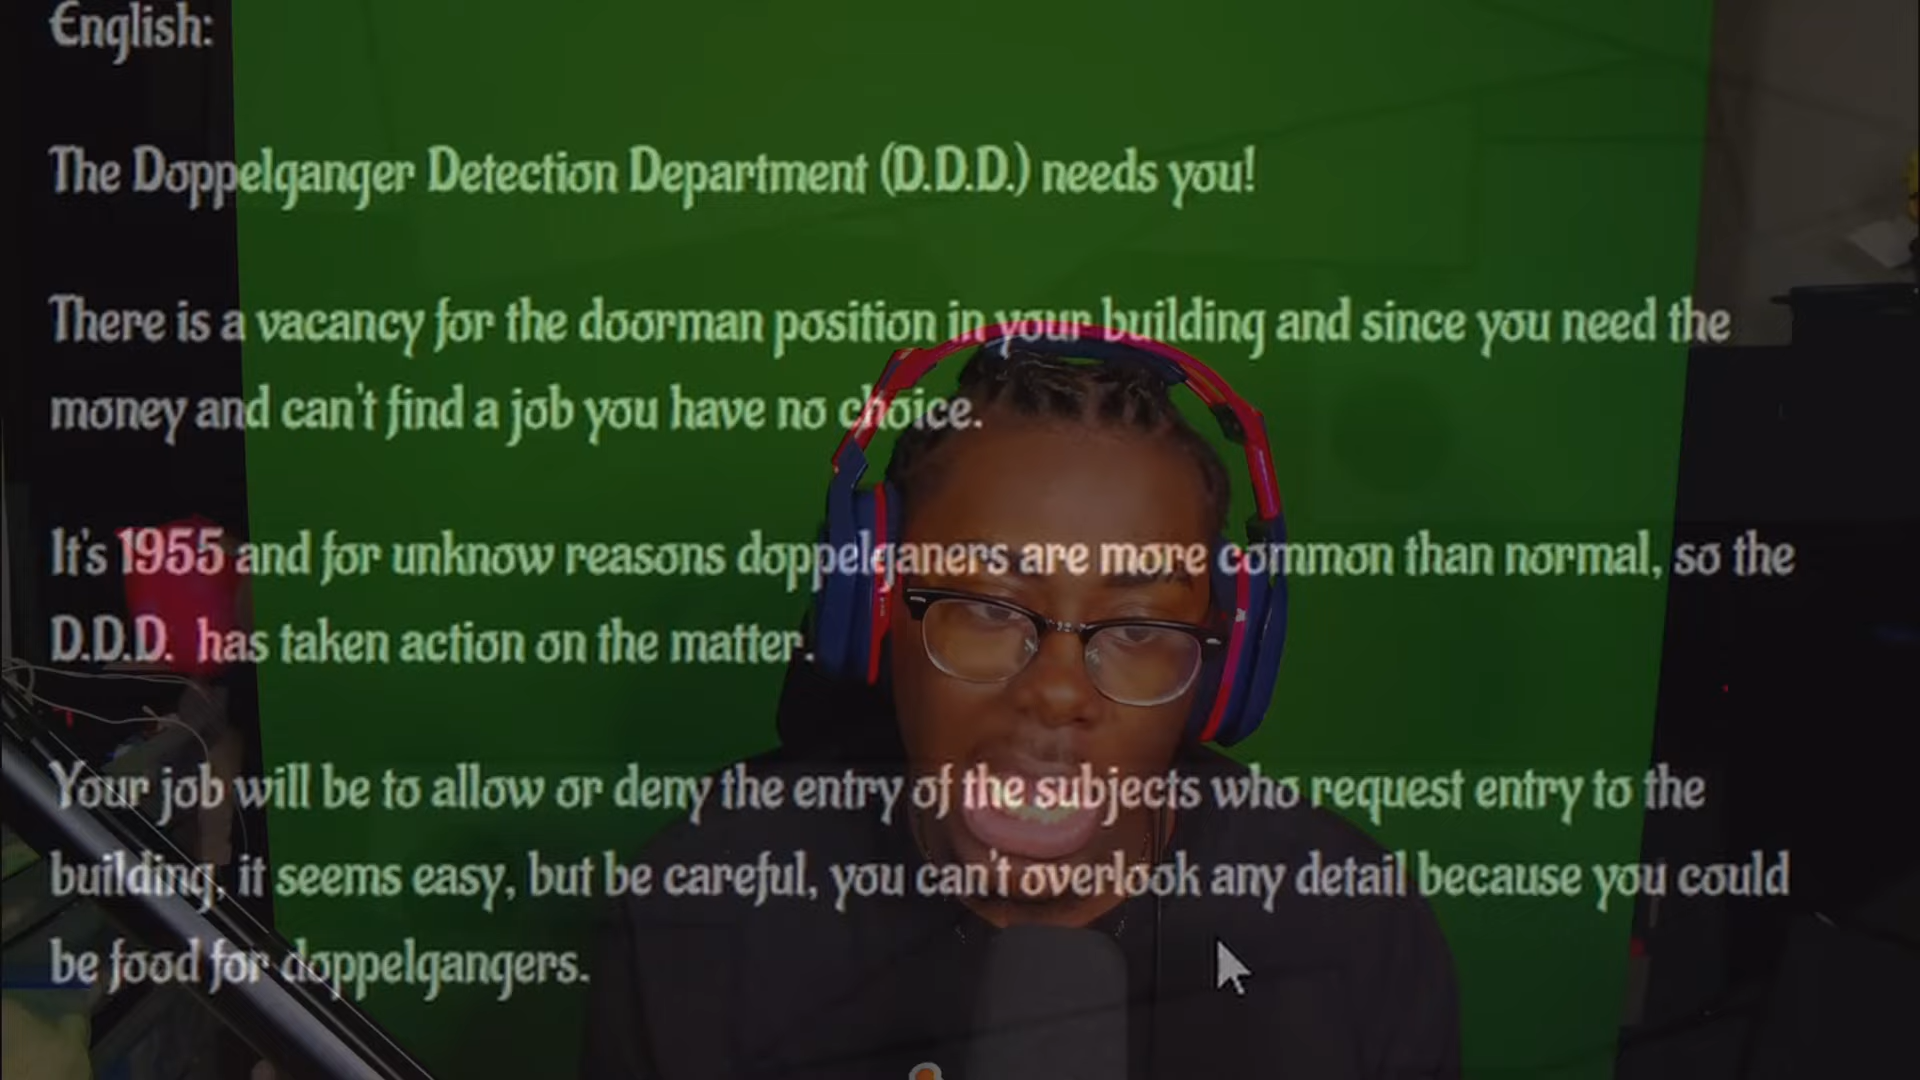 English:
The Doppelganger Detection Department (D.D.D.) needs you!
There is a vacancy for the doorman position in your building and since you need the
money and can't find a job you have no choice.
It's 1955 and for unknow reasons doppelganers are more common than normal, so the
D.D.D. has taken action on the matter.
Your job will be to allow or deny the entry of the subjects who request entry to the
building, it seems easy, but be careful, you can't overlook any detail because you could
be food for doppelgangers.